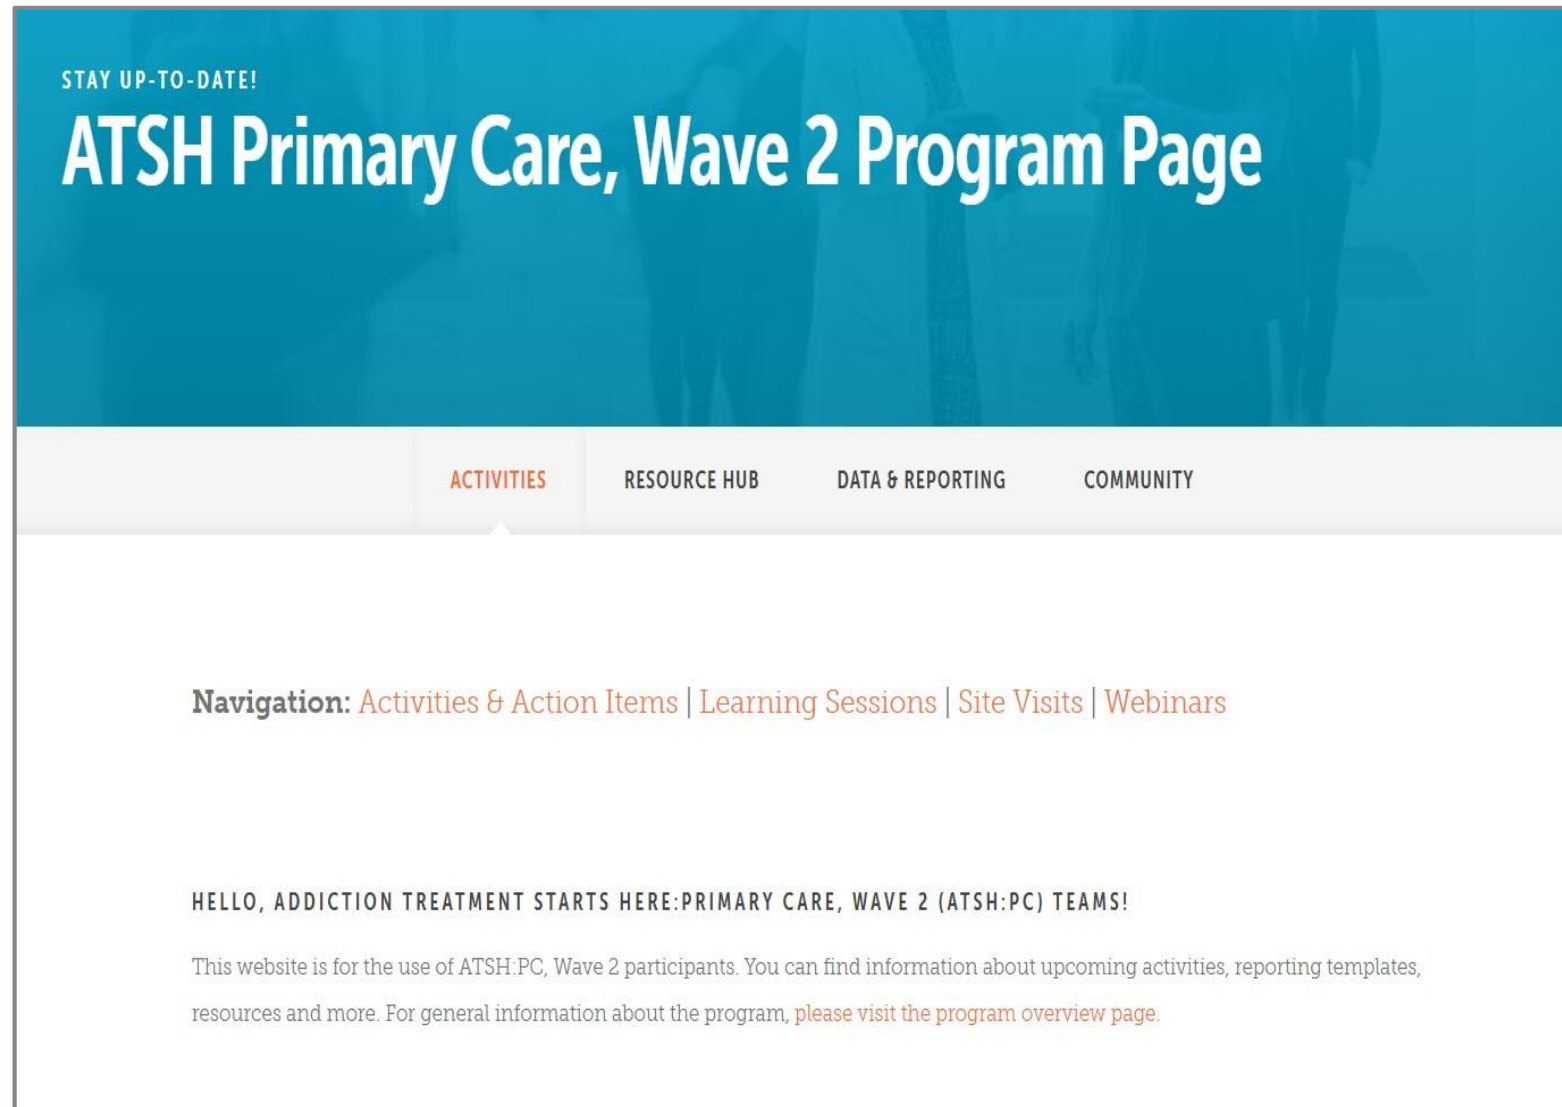 STAY UP-TO-DATE!
ATSH Primary Care, Wave 2 Program Page
ACTIVITIES RESOURCE HUB DATA & REPORTING COMMUNITY
Navigation: Activities & Action Items | Learning Sessions | Site Visits | Webinars
HELLO, ADDICTION TREATMENT STARTS HERE:PRIMARY CARE, WAVE 2 (ATSH:PC) TEAMS!
This website is for the use of ATSH:PC, Wave 2 participants. You can find information about upcoming activities, reporting templates,
resources and more. For general information about the program, please visit the program overview page.